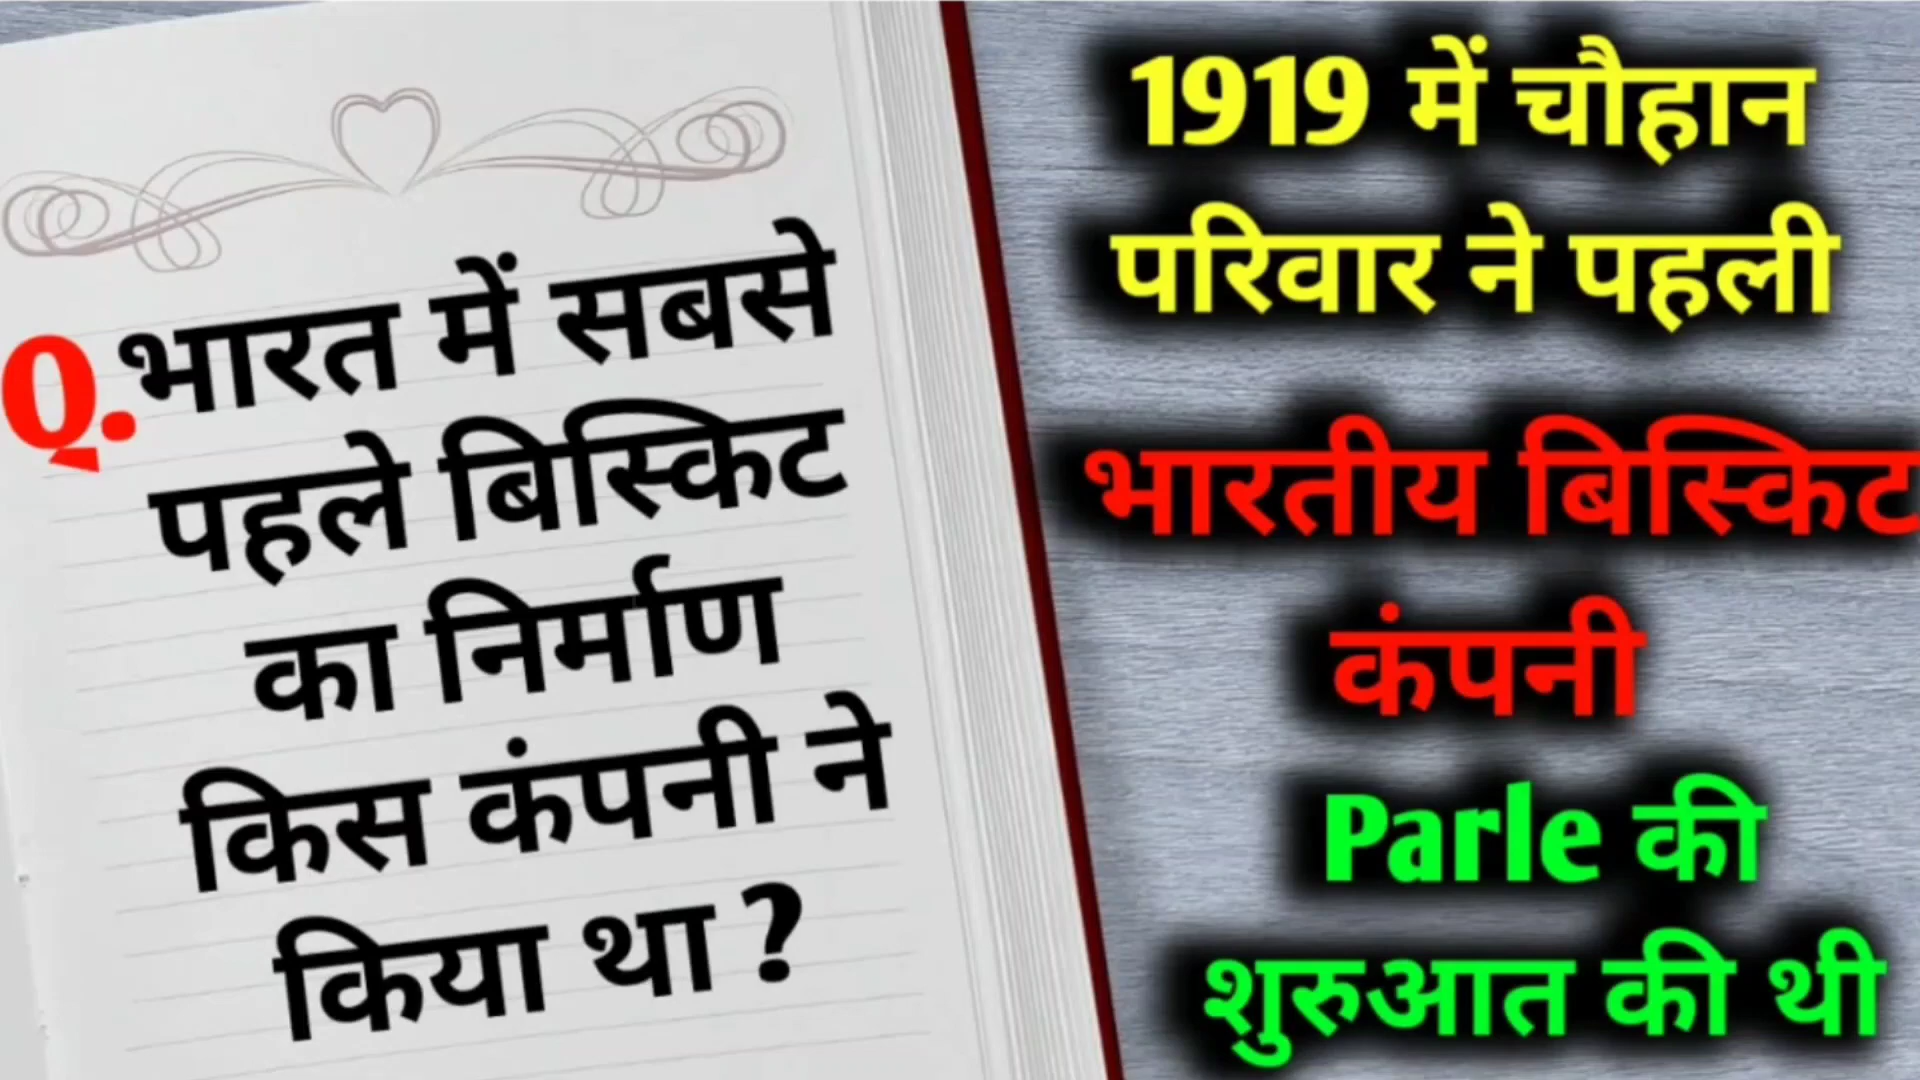 Q.भारत में सबसे
पहले बिस्किट
का निर्माण
किस कंपनी ने
किया था ?
1919 में चौहान
परिवार ने पहली
भारतीय बिस्किट
कंपनी
Parle की
शुरुआत की थी